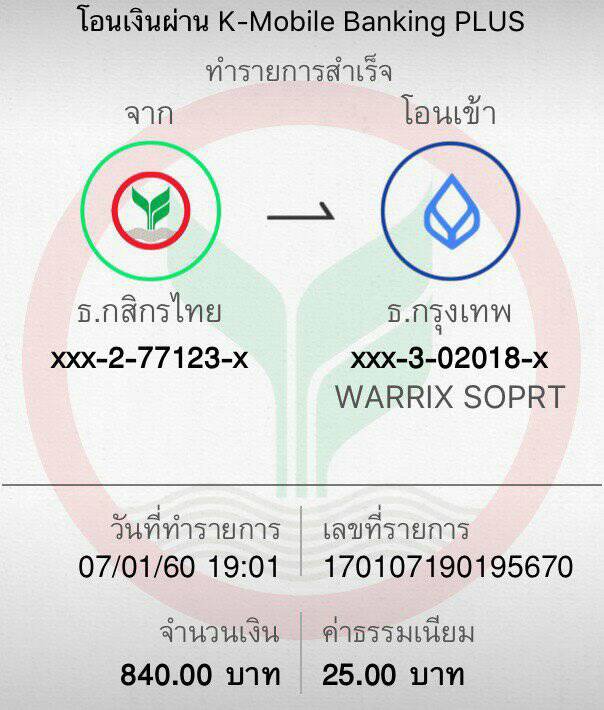 โอนเงินผ่าน K-Mobile Banking PLUS
ทำรายการสำเร็จ
จาก โอนเข้า
ธ.กสิกรไทย ธ.กรุงเทพ
xxx-2-77123-x xxx-3-02018-x
WARRIX SOPRT
วันที่ทำรายการ เลขที่รายการ
07/01/60 19:01 170107190195670
จำนวนเงิน ค่าธรรมเนียม
840.00 บาท 25.00 บาท